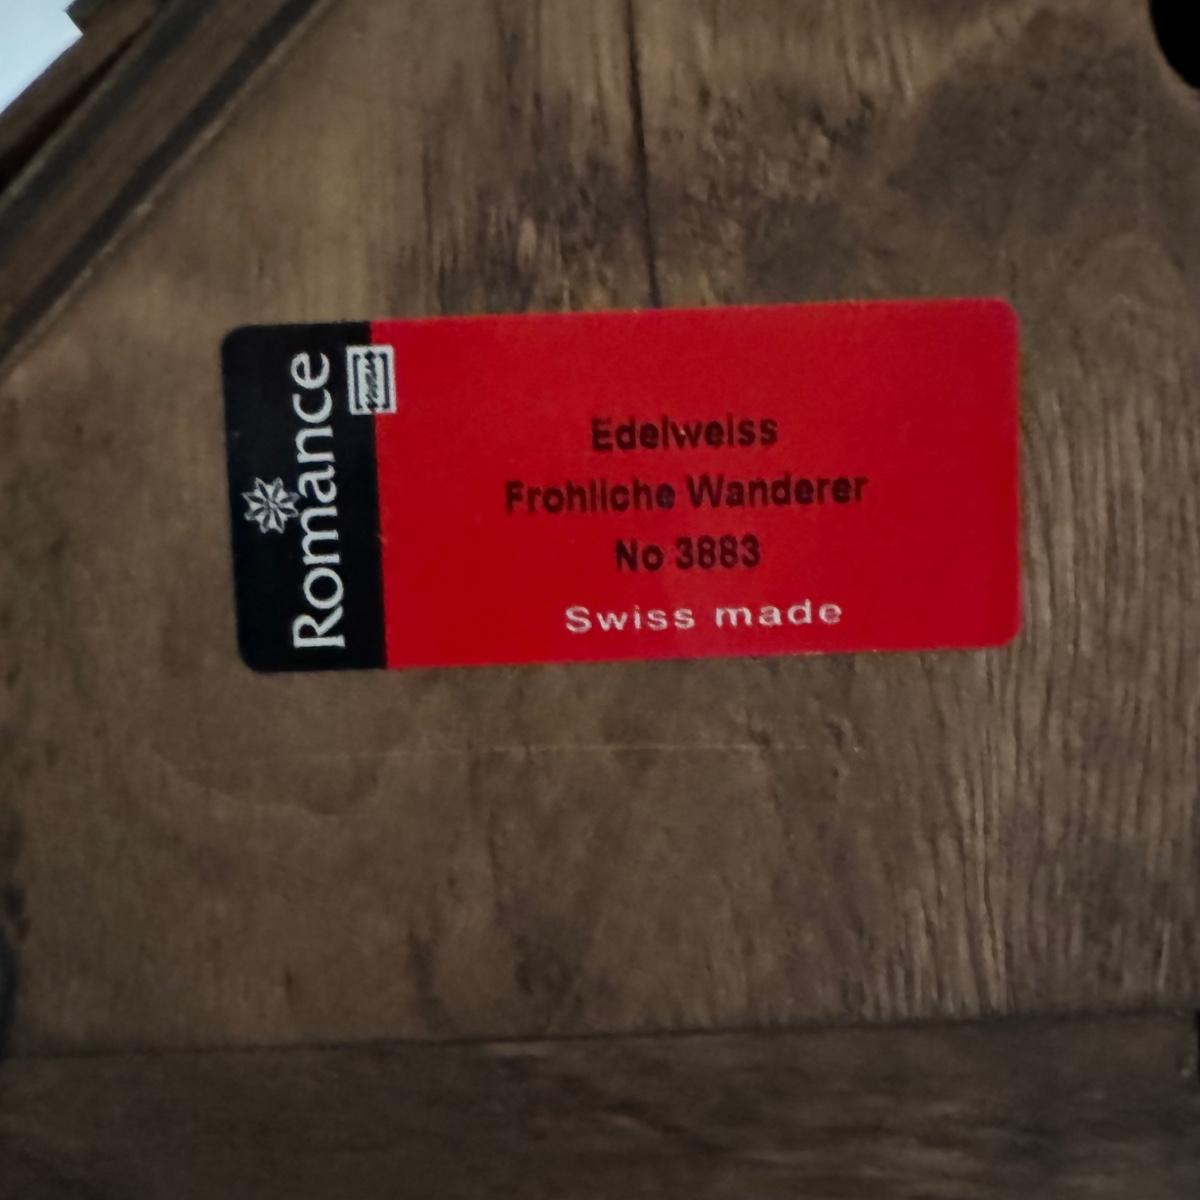 Romance
Edelweiss
Frohliche Wanderer
No 3883
Swiss made